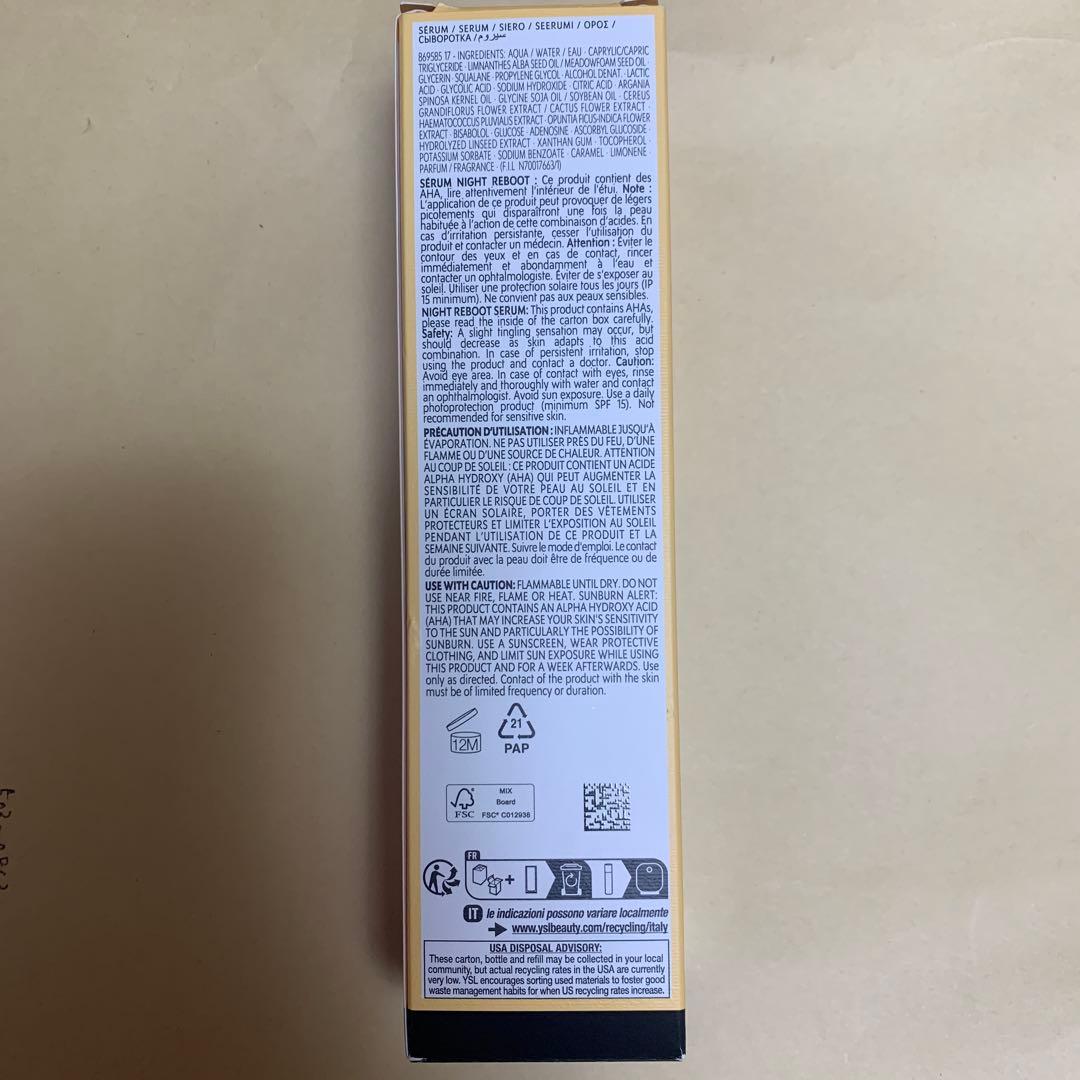 SÉRUM / SERUM / SIERO / SEERUMI / ΟΡΟΣ /
СЫВОРОТКА / سيروم
B69585 17 - INGREDIENTS: AQUA / WATER / EAU · CAPRYLIC/CAPRIC
TRIGLYCERIDE · LIMNANTHES ALBA SEED OIL / MEADOWFOAM SEED OIL ·
GLYCERIN · SQUALANE · PROPYLENE GLYCOL · ALCOHOL DENAT. · LACTIC
ACID · GLYCOLIC ACID · SODIUM HYDROXIDE · CITRIC ACID · ARGANIA
SPINOSA KERNEL OIL · GLYCINE SOJA OIL / SOYBEAN OIL · CEREUS
GRANDIFLORUS FLOWER EXTRACT / CACTUS FLOWER EXTRACT ·
HAEMATOCOCCUS PLUVIALIS EXTRACT · OPUNTIA FICUS-INDICA FLOWER
EXTRACT · BISABOLOL · GLUCOSE · ADENOSINE · ASCORBYL GLUCOSIDE ·
HYDROLYZED LINSEED EXTRACT · XANTHAN GUM · TOCOPHEROL ·
POTASSIUM SORBATE · SODIUM BENZOATE · CARAMEL · LIMONENE ·
PARFUM / FRAGRANCE · (F.I.L. N70017663/1)
SÉRUM NIGHT REBOOT : Ce produit contient des
AHA, lire attentivement l'intérieur de l'étui. Note :
L'application de ce produit peut provoquer de légers
picotements qui disparaîtront une fois la peau
habituée à l'action de cette combinaison d'acides. En
cas d'irritation persistante, cesser l'utilisation du
produit et contacter un médecin. Attention : Éviter le
contour des yeux et en cas de contact, rincer
immédiatement et abondamment à l'eau et
contacter un ophtalmologiste. Éviter de s'exposer au
soleil. Utiliser une protection solaire tous les jours (IP
15 minimum). Ne convient pas aux peaux sensibles.
NIGHT REBOOT SERUM: This product contains AHAs,
please read the inside of the carton box carefully.
Safety: A slight tingling sensation may occur, but
should decrease as skin adapts to this acid
combination. In case of persistent irritation, stop
using the product and contact a doctor. Caution:
Avoid eye area. In case of contact with eyes, rinse
immediately and thoroughly with water and contact
an ophthalmologist. Avoid sun exposure. Use a daily
photoprotection product (minimum SPF 15). Not
recommended for sensitive skin.
PRÉCAUTION D'UTILISATION : INFLAMMABLE JUSQU'À
ÉVAPORATION. NE PAS UTILISER PRÈS DU FEU, D'UNE
FLAMME OU D'UNE SOURCE DE CHALEUR. ATTENTION
AU COUP DE SOLEIL : CE PRODUIT CONTIENT UN ACIDE
ALPHA HYDROXY (AHA) QUI PEUT AUGMENTER LA
SENSIBILITÉ DE VOTRE PEAU AU SOLEIL ET EN
PARTICULIER LE RISQUE DE COUP DE SOLEIL. UTILISER
UN ÉCRAN SOLAIRE, PORTER DES VÊTEMENTS
PROTECTEURS ET LIMITER L'EXPOSITION AU SOLEIL
PENDANT L'UTILISATION DE CE PRODUIT ET LA
SEMAINE SUIVANTE. Suivre le mode d'emploi. Le contact
du produit avec la peau doit être de fréquence ou de
durée limitée.
USE WITH CAUTION: FLAMMABLE UNTIL DRY. DO NOT
USE NEAR FIRE, FLAME OR HEAT. SUNBURN ALERT:
THIS PRODUCT CONTAINS AN ALPHA HYDROXY ACID
(AHA) THAT MAY INCREASE YOUR SKIN'S SENSITIVITY
TO THE SUN AND PARTICULARLY THE POSSIBILITY OF
SUNBURN. USE A SUNSCREEN, WEAR PROTECTIVE
CLOTHING, AND LIMIT SUN EXPOSURE WHILE USING
THIS PRODUCT AND FOR A WEEK AFTERWARDS. Use
only as directed. Contact of the product with the skin
must be of limited frequency or duration.
12M
21
PAP
MIX
Board
FSC
FSC® C012936
FR
+
IT le indicazioni possono variare localmente
www.yslbeauty.com/recycling/italy
USA DISPOSAL ADVISORY:
These carton, bottle and refill may be collected in your local
community, but actual recycling rates in the USA are currently
very low. YSL encourages sorting used materials to foster good
waste management habits for when US recycling rates increase.